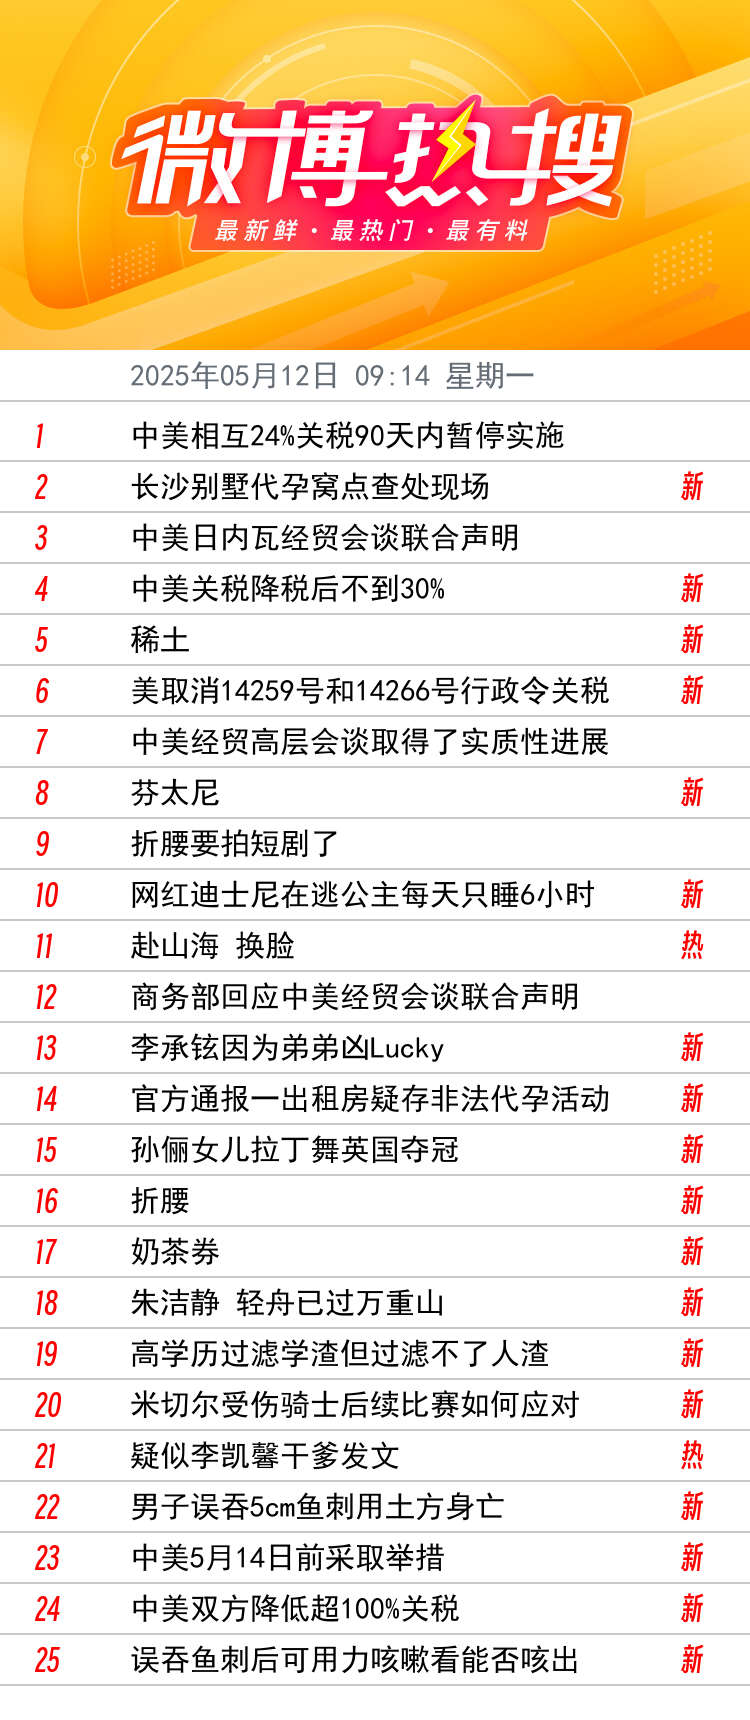 微博热搜
最新鲜·最热门·最有料
2025年05月12日 09:14 星期一
1 中美相互24%关税90天内暂停实施
2 长沙别墅代孕窝点查处现场 新
3 中美日内瓦经贸会谈联合声明
4 中美关税降税后不到30% 新
5 稀土 新
6 美取消14259号和14266号行政令关税 新
7 中美经贸高层会谈取得了实质性进展
8 芬太尼 新
9 折腰要拍短剧了
10 网红迪士尼在逃公主每天只睡6小时 新
11 赴山海 换脸 热
12 商务部回应中美经贸会谈联合声明
13 李承铉因为弟弟凶Lucky 新
14 官方通报一出租房疑存非法代孕活动 新
15 孙俪女儿拉丁舞英国夺冠 新
16 折腰 新
17 奶茶券 新
18 朱洁静 轻舟已过万重山 新
19 高学历过滤学渣但过滤不了人渣 新
20 米切尔受伤骑士后续比赛如何应对 新
21 疑似李凯馨干爹发文 热
22 男子误吞5cm鱼刺用土方身亡 新
23 中美5月14日前采取举措 新
24 中美双方降低超100%关税 新
25 误吞鱼刺后可用力咳嗽看能否咳出 新